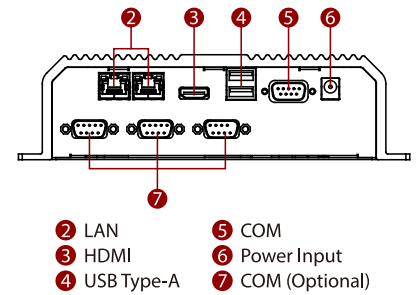 2 3 4 5 6
7
2 LAN 5 COM
3 HDMI 6 Power Input
4 USB Type-A 7 COM (Optional)